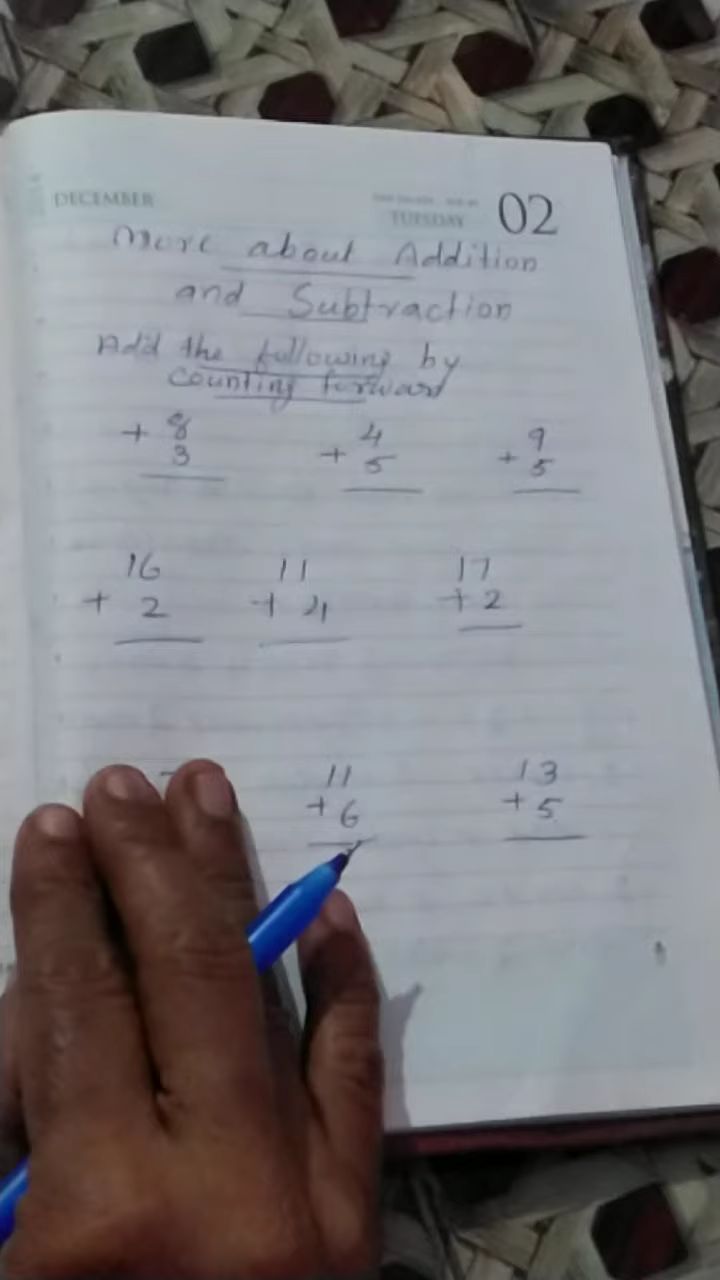 DECEMBER
TUESDAY 02
More about Addition
and Subtraction
Add the following by
counting forward
+ 8 4 9
3 + 5 + 5
16 11 17
+ 2 + 4 + 2
11 13
+ 6 + 5